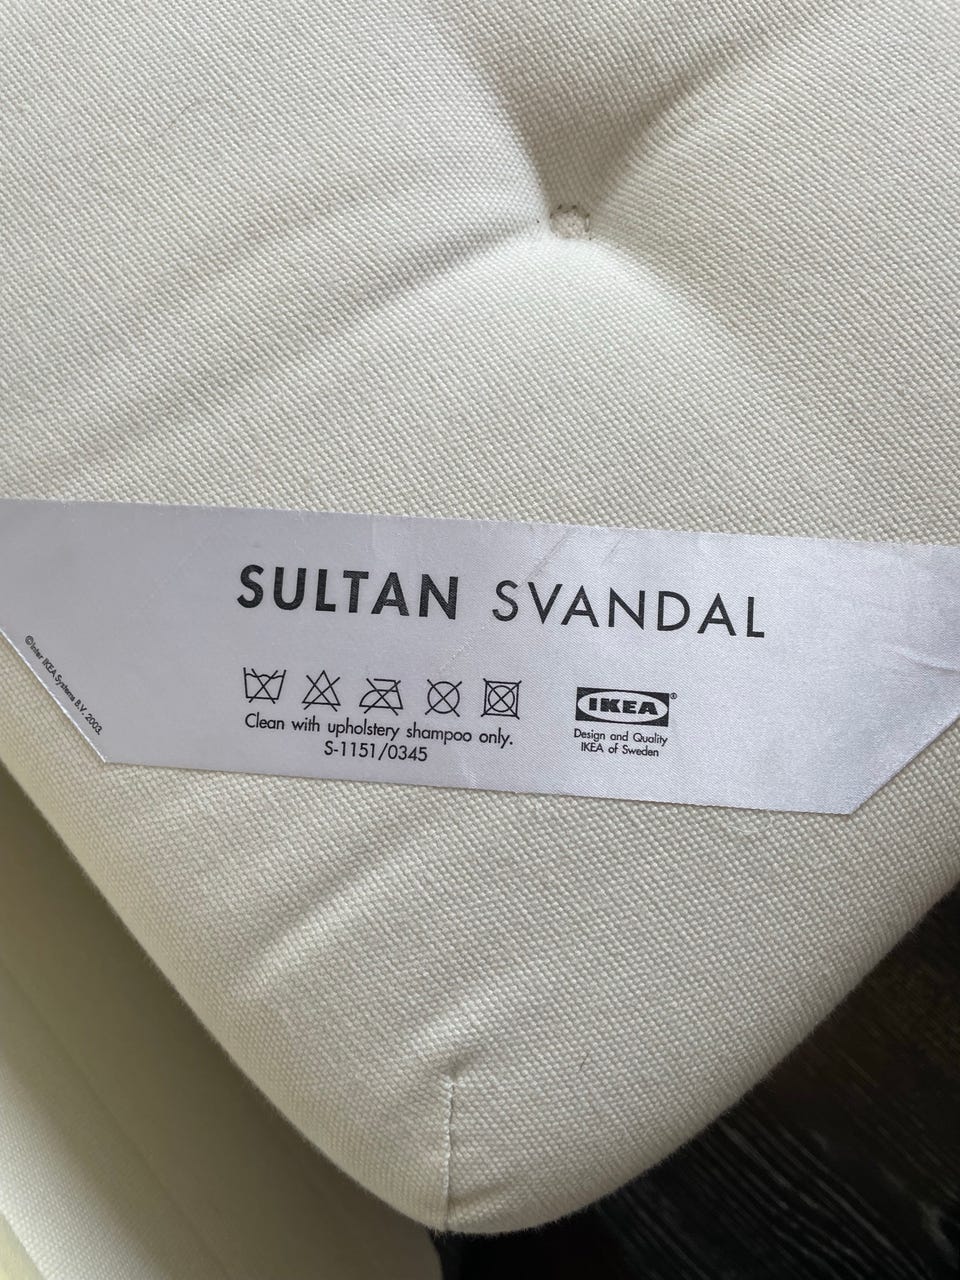 SULTAN SVANDAL
Clean with upholstery shampoo only.
S-1151/0345
IKEA®
Design and Quality
IKEA of Sweden
©Inter IKEA Systems B.V. 2003